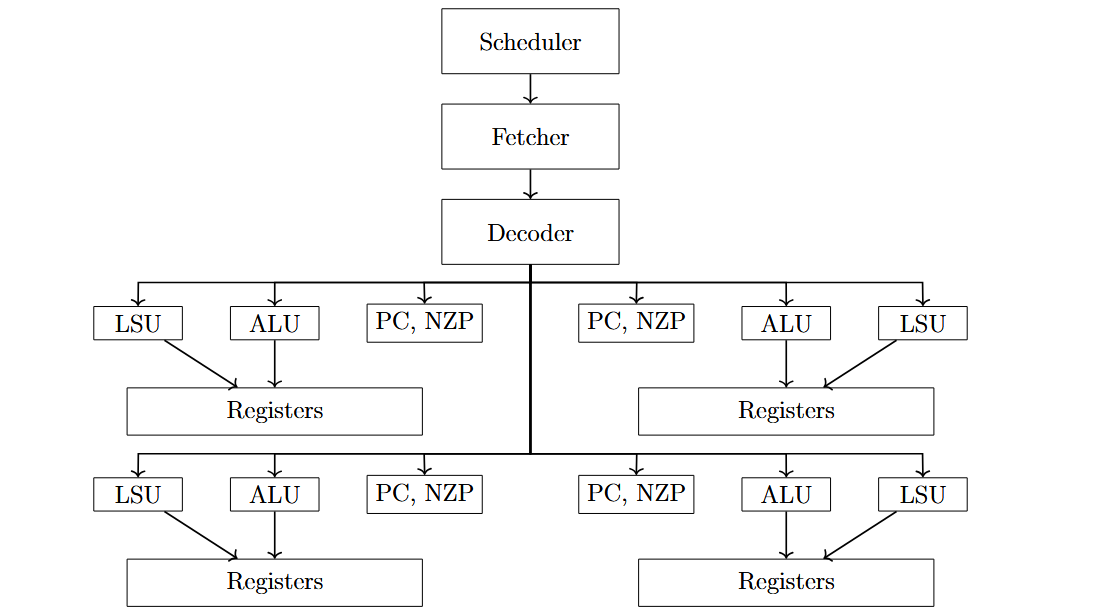 Scheduler
Fetcher
Decoder
LSU
ALU
PC, NZP
PC, NZP
ALU
LSU
Registers
Registers
LSU
ALU
PC, NZP
PC, NZP
ALU
LSU
Registers
Registers